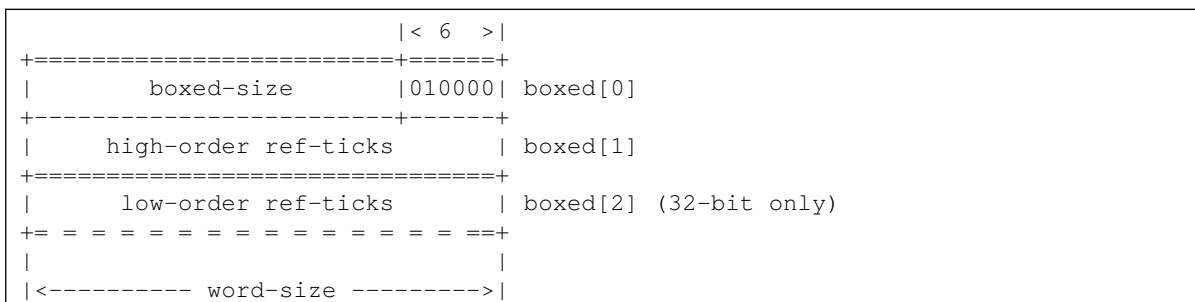 |< 6  >|
+=========================+======+
|        boxed-size       |010000| boxed[0]
+-------------------------+------+
|     high-order ref-ticks       | boxed[1]
+================================+
|      low-order ref-ticks       | boxed[2] (32-bit only)
+= = = = = = = = = = = = = = = ==+
|                                |
|<---------- word-size --------->|